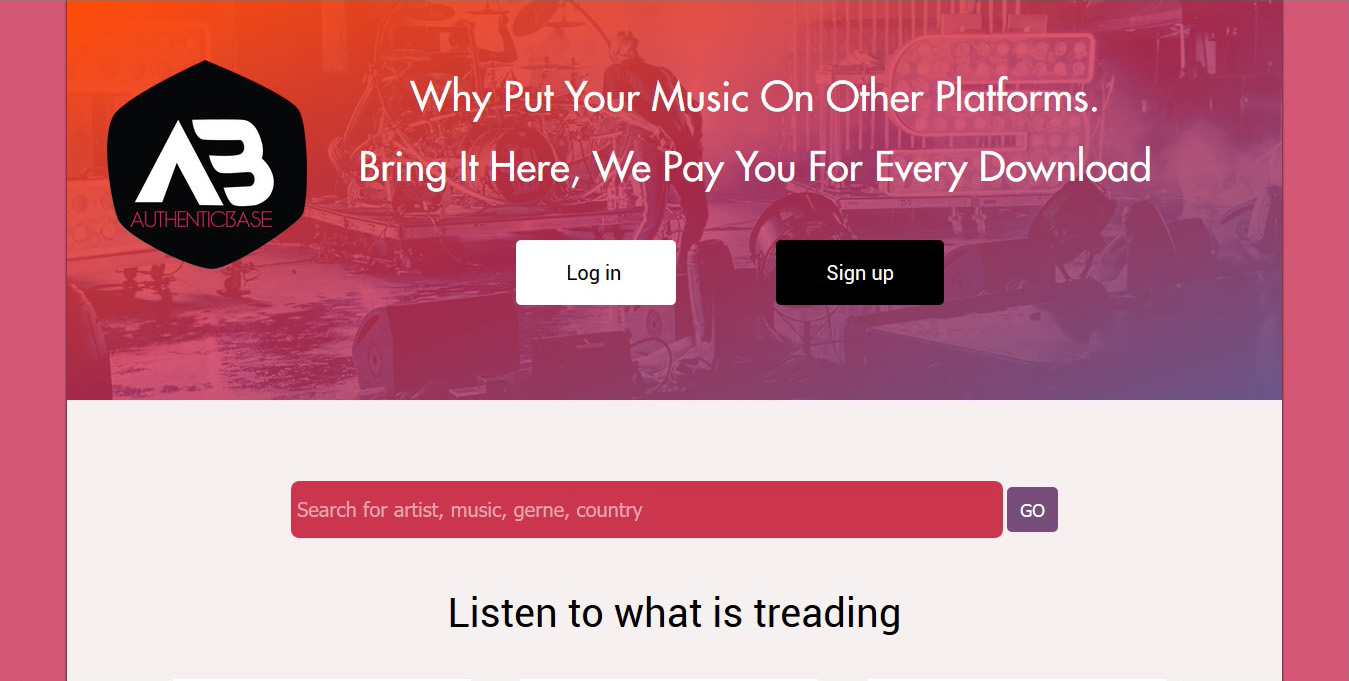 Why Put Your Music On Other Platforms.
Bring It Here, We Pay You For Every Download
AB
AUTHENTICBASE
Log in
Sign up
Search for artist, music, gerne, country
GO
Listen to what is treading